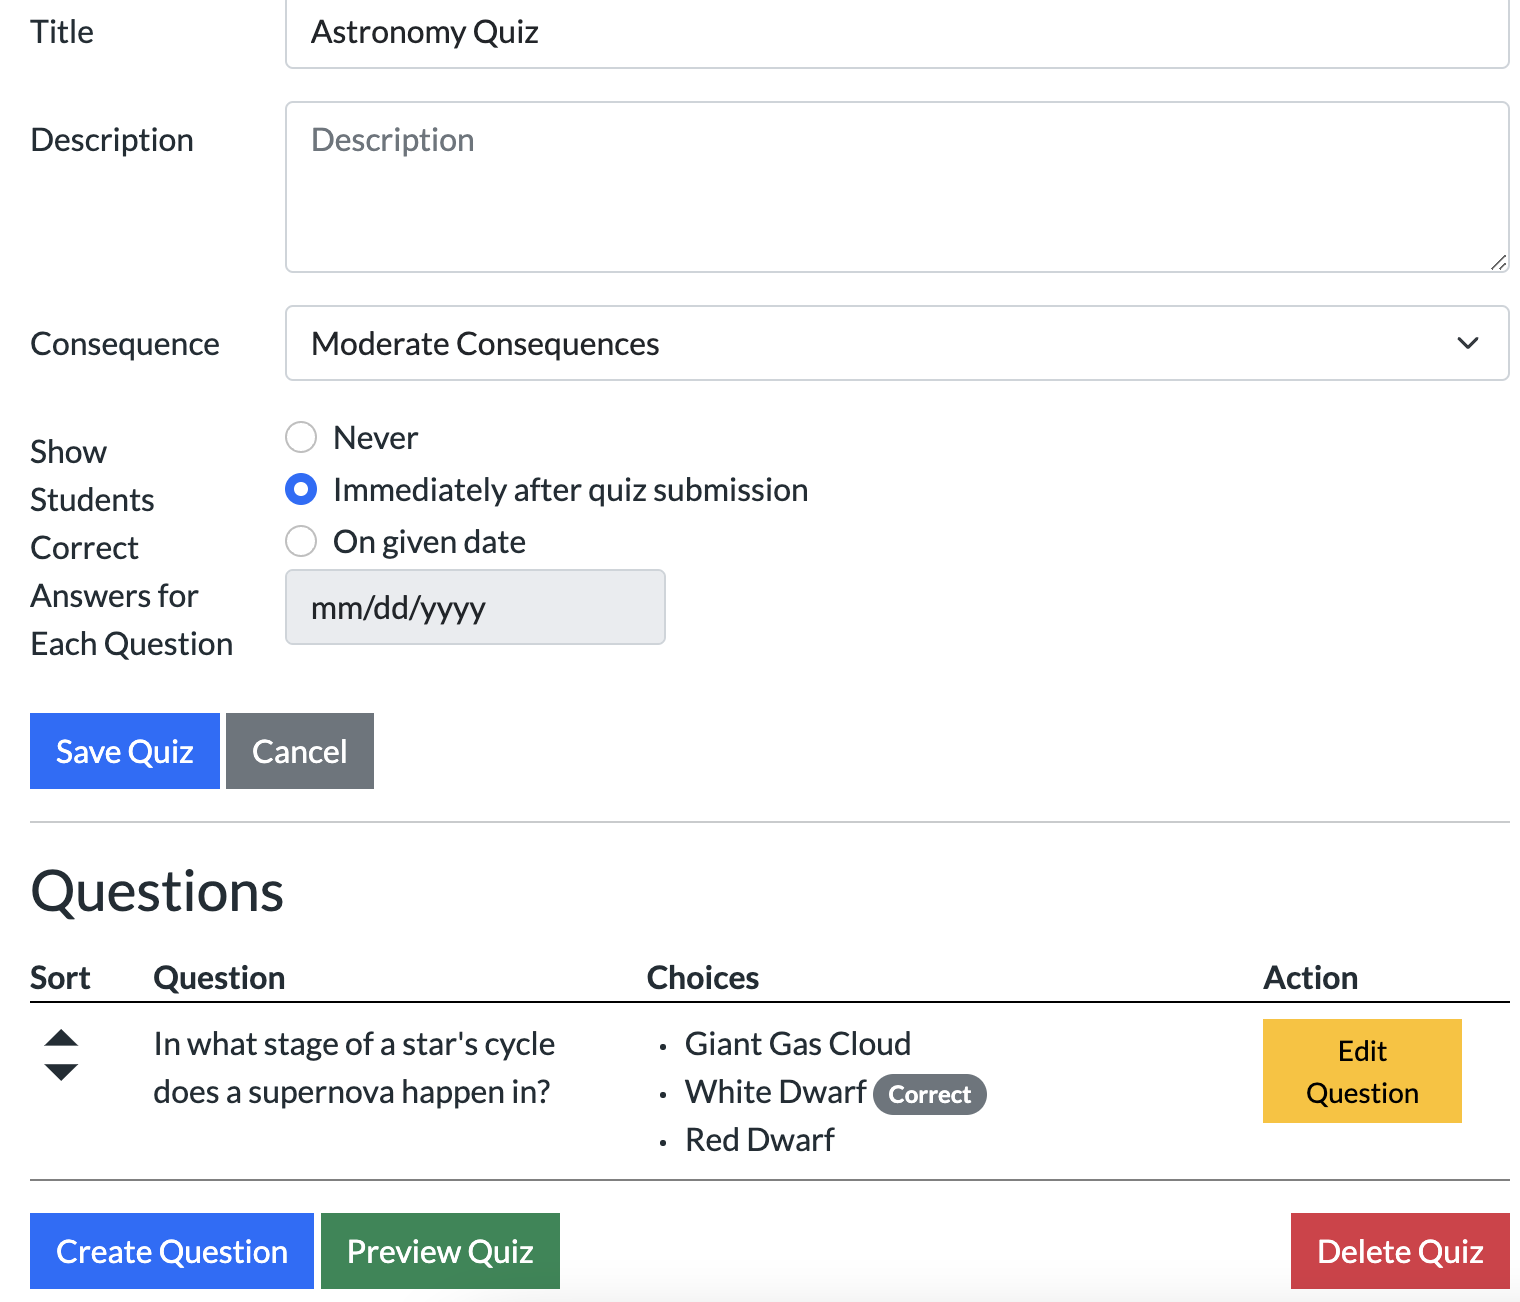 Title
Astronomy Quiz
Description
Description
Consequence
Moderate Consequences
Show
Students
Correct
Answers for
Each Question
Never
Immediately after quiz submission
On given date
mm/dd/yyyy
Save Quiz
Cancel
Questions
Sort
Question
Choices
Action
In what stage of a star's cycle
does a supernova happen in?
Giant Gas Cloud
White Dwarf Correct
Red Dwarf
Edit
Question
Create Question
Preview Quiz
Delete Quiz